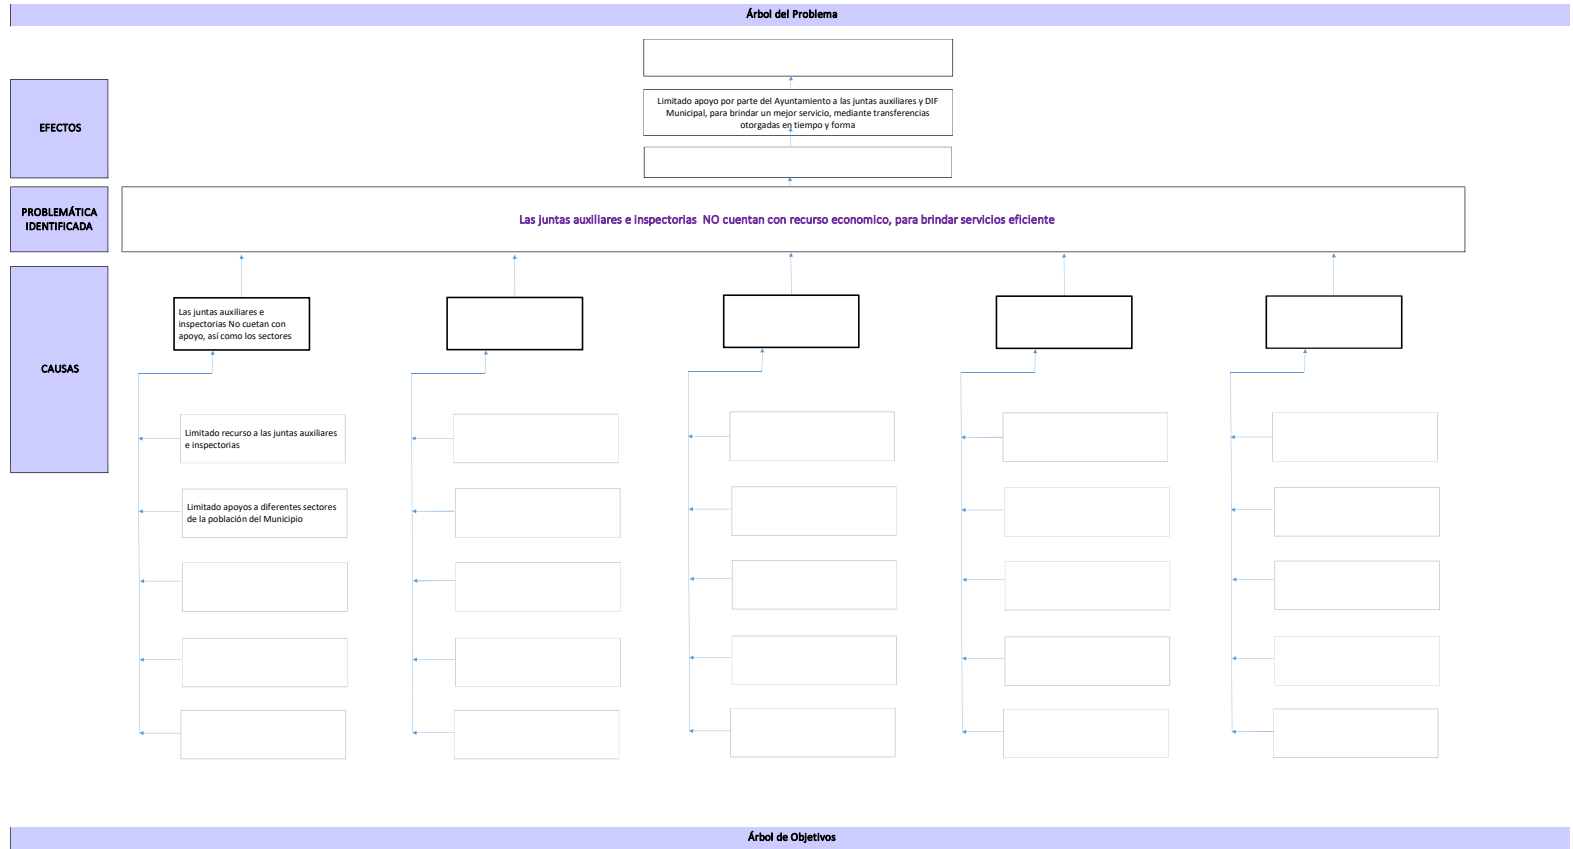 Árbol del Problema
Limitado apoyo por parte del Ayuntamiento a las juntas auxiliares y DIF
Municipal, para brindar un mejor servicio, mediante transferencias
otorgadas en tiempo y forma
EFECTOS
PROBLEMÁTICA
IDENTIFICADA
Las juntas auxiliares e inspectorias NO cuentan con recurso economico, para brindar servicios eficiente
CAUSAS
Las juntas auxiliares e
inspectorias No cuetan con
apoyo, así como los sectores
Limitado recurso a las juntas auxiliares
e inspectorias
Limitado apoyos a diferentes sectores
de la población del Municipio
Árbol de Objetivos